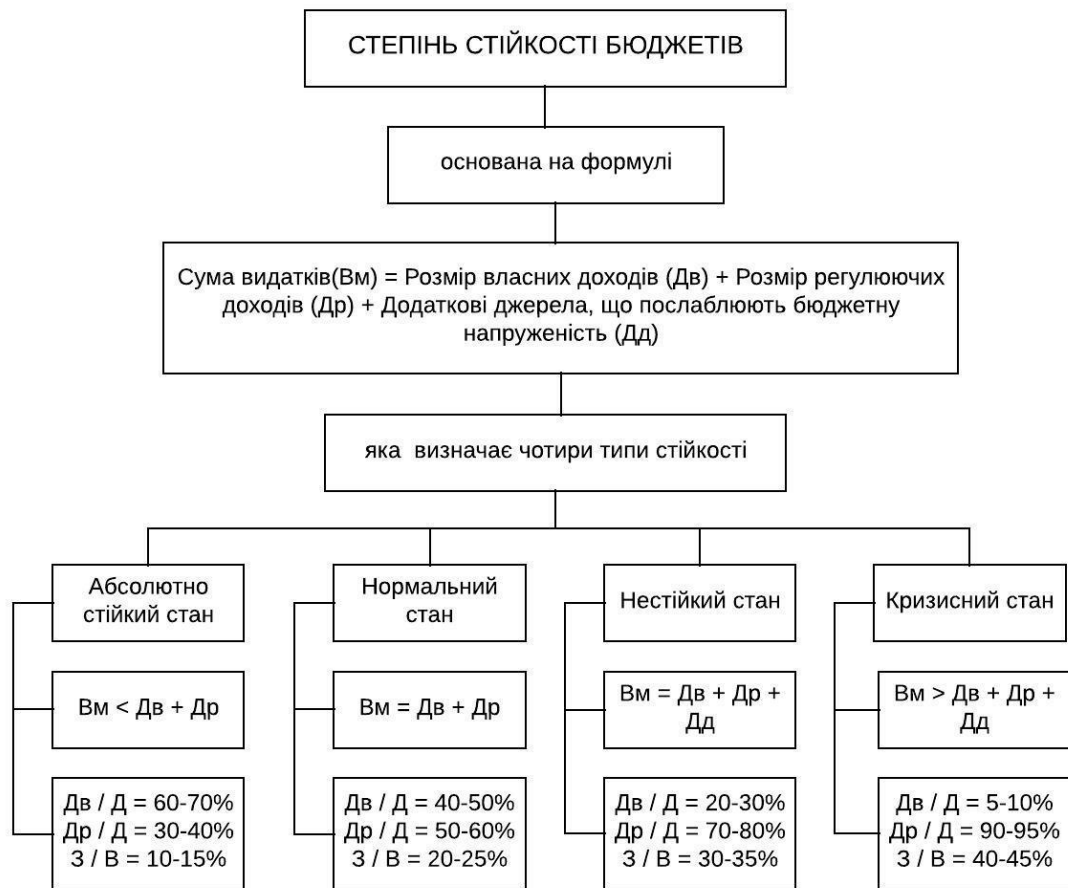 СТЕПІНЬ СТІЙКОСТІ БЮДЖЕТІВ
основана на формулі
Сума видатків(Вм) = Розмір власних доходів (Дв) + Розмір регулюючих
доходів (Др) + Додаткові джерела, що послаблюють бюджетну
напруженість (Дд)
яка визначає чотири типи стійкості
Абсолютно
стійкий стан
Вм < Дв + Др
Дв / Д = 60-70%
Др / Д = 30-40%
З / В = 10-15%
Нормальний
стан
Вм = Дв + Др
Дв / Д = 40-50%
Др / Д = 50-60%
З / В = 20-25%
Нестійкий стан
Вм = Дв + Др +
Дд
Дв / Д = 20-30%
Др / Д = 70-80%
З / В = 30-35%
Кризисний стан
Вм > Дв + Др +
Дд
Дв / Д = 5-10%
Др / Д = 90-95%
З / В = 40-45%